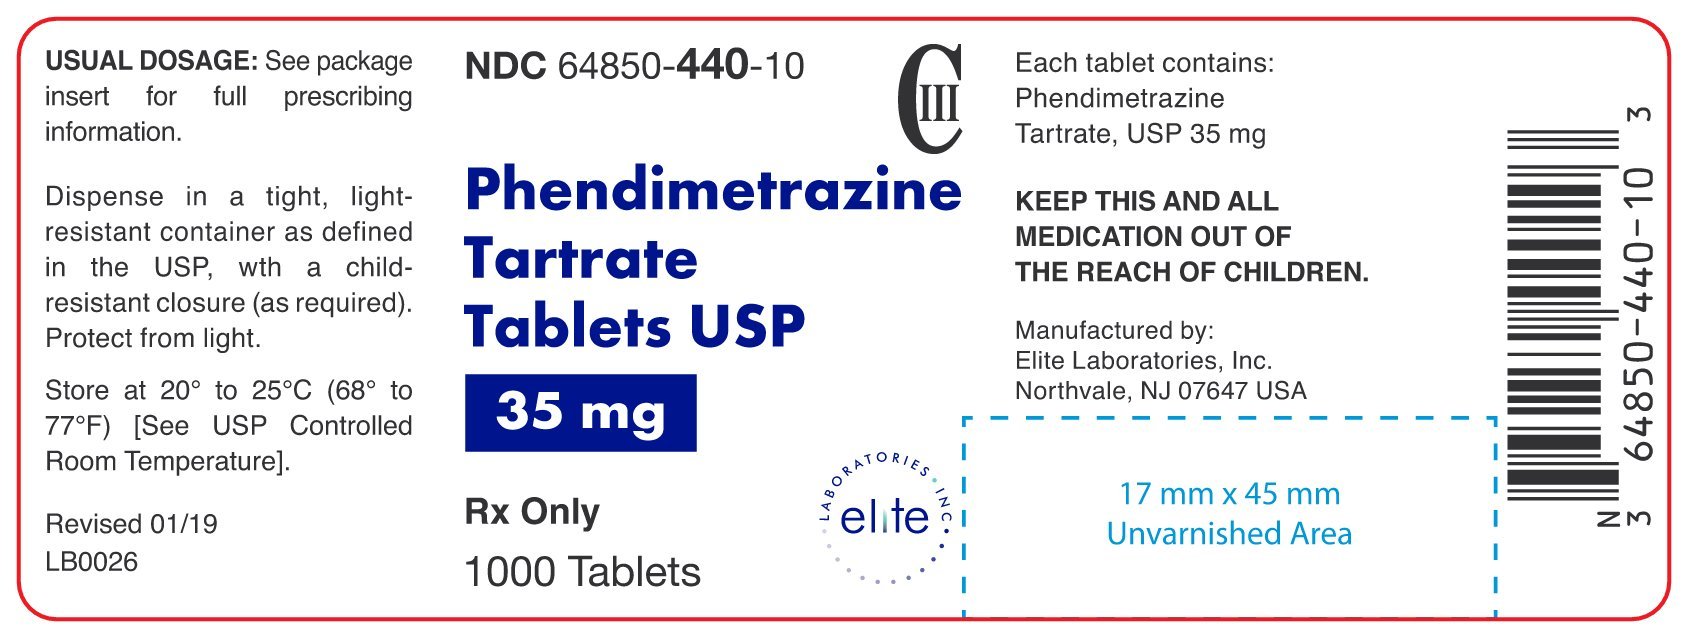 USUAL DOSAGE: See package
insert for full prescribing
information.
Dispense in a tight, light-
resistant container as defined
in the USP, wth a child-
resistant closure (as required).
Protect from light.
Store at 20° to 25°C (68° to
77°F) [See USP Controlled
Room Temperature].
Revised 01/19
LB0026
NDC 64850-440-10
CIII
Phendimetrazine
Tartrate
Tablets USP
35 mg
Rx Only
1000 Tablets
LABORATORIES INC
elite
Each tablet contains:
Phendimetrazine
Tartrate, USP 35 mg
KEEP THIS AND ALL
MEDICATION OUT OF
THE REACH OF CHILDREN.
Manufactured by:
Elite Laboratories, Inc.
Northvale, NJ 07647 USA
17 mm x 45 mm
Unvarnished Area
N
3 64850-440-10 3